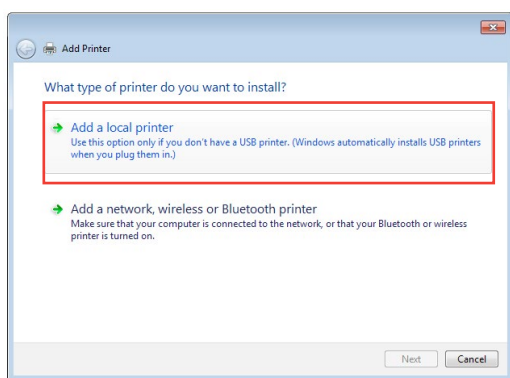 Add Printer
What type of printer do you want to install?
Add a local printer
Use this option only if you don't have a USB printer. (Windows automatically installs USB printers
when you plug them in.)
Add a network, wireless or Bluetooth printer
Make sure that your computer is connected to the network, or that your Bluetooth or wireless
printer is turned on.
Next Cancel